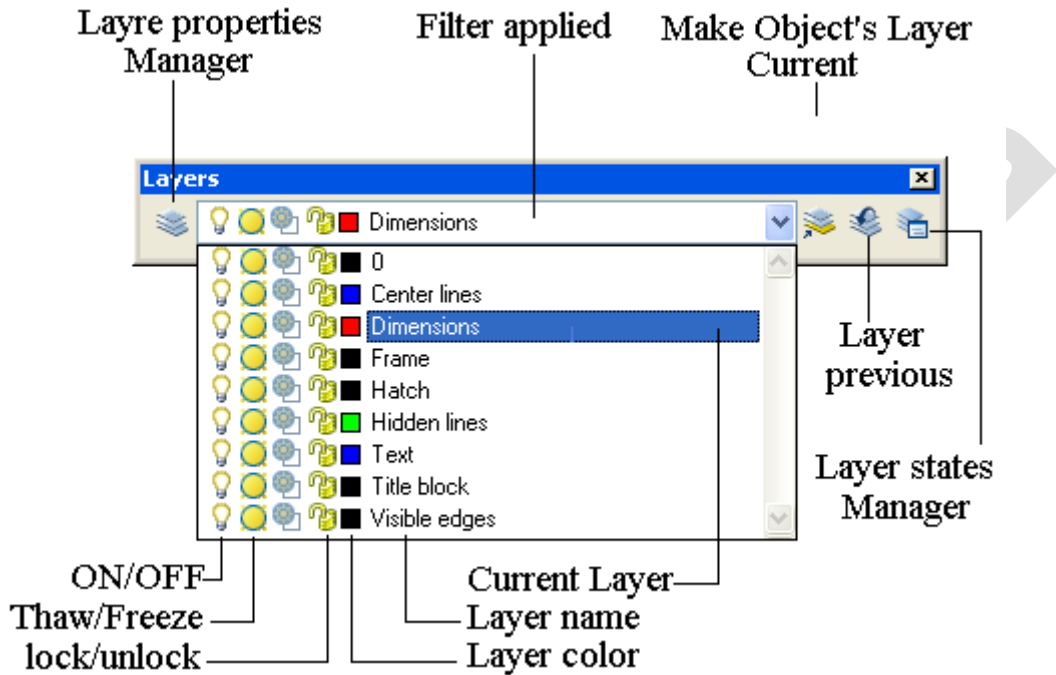 Layre properties
Manager
Filter applied
Make Object's Layer
Current
Layers
Dimensions
0
Center lines
Dimensions
Frame
Hatch
Hidden lines
Text
Title block
Visible edges
Layer
previous
Layer states
Manager
ON/OFF
Thaw/Freeze
lock/unlock
Current Layer
Layer name
Layer color